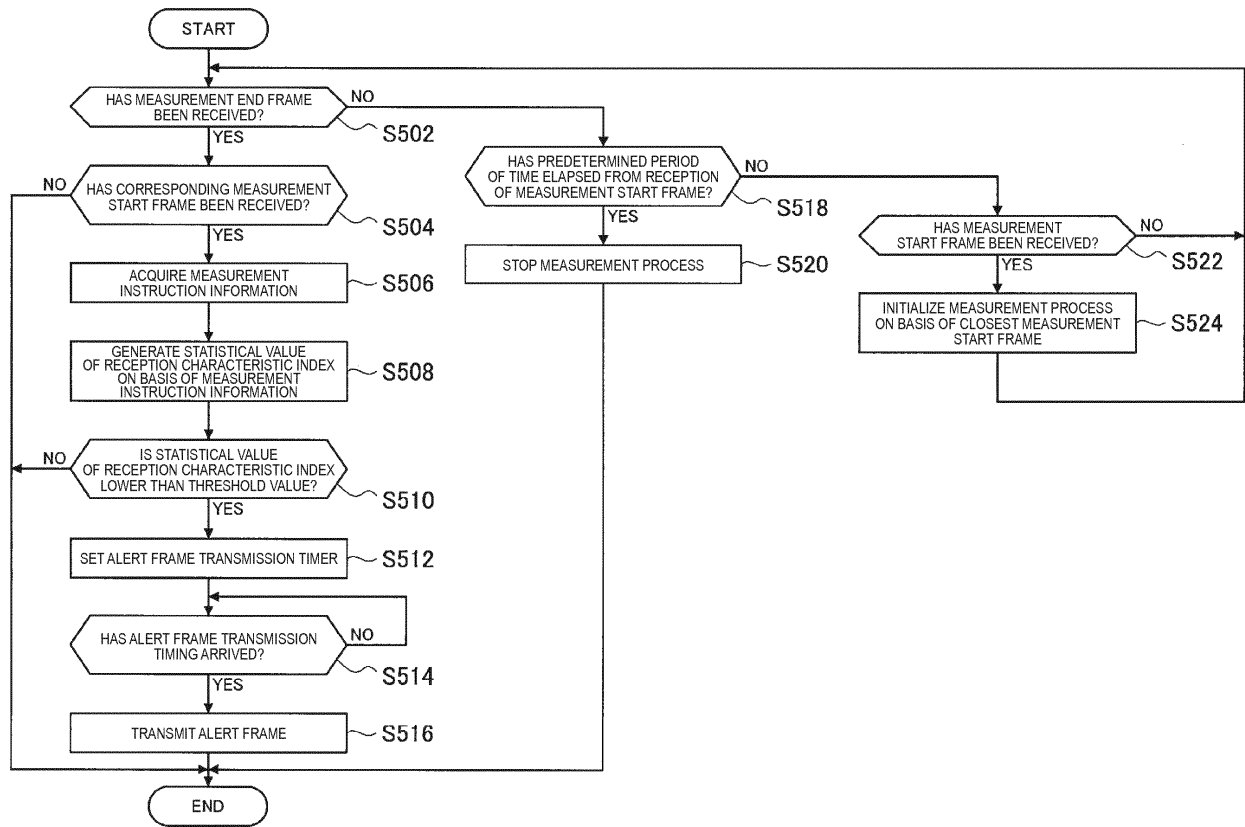 START
HAS MEASUREMENT END FRAME
BEEN RECEIVED?
NO
S502
YES
HAS CORRESPONDING MEASUREMENT
START FRAME BEEN RECEIVED?
NO
S504
YES
ACQUIRE MEASUREMENT
INSTRUCTION INFORMATION
S506
GENERATE STATISTICAL VALUE
OF RECEPTION CHARACTERISTIC INDEX
ON BASIS OF MEASUREMENT
INSTRUCTION INFORMATION
S508
IS STATISTICAL VALUE
OF RECEPTION CHARACTERISTIC INDEX
LOWER THAN THRESHOLD VALUE?
NO
S510
YES
SET ALERT FRAME TRANSMISSION TIMER
S512
HAS ALERT FRAME TRANSMISSION
TIMING ARRIVED?
NO
S514
YES
TRANSMIT ALERT FRAME
S516
END
HAS PREDETERMINED PERIOD
OF TIME ELAPSED FROM RECEPTION
OF MEASUREMENT START FRAME?
NO
S518
YES
STOP MEASUREMENT PROCESS
S520
HAS MEASUREMENT
START FRAME BEEN RECEIVED?
NO
S522
YES
INITIALIZE MEASUREMENT PROCESS
ON BASIS OF CLOSEST MEASUREMENT
START FRAME
S524